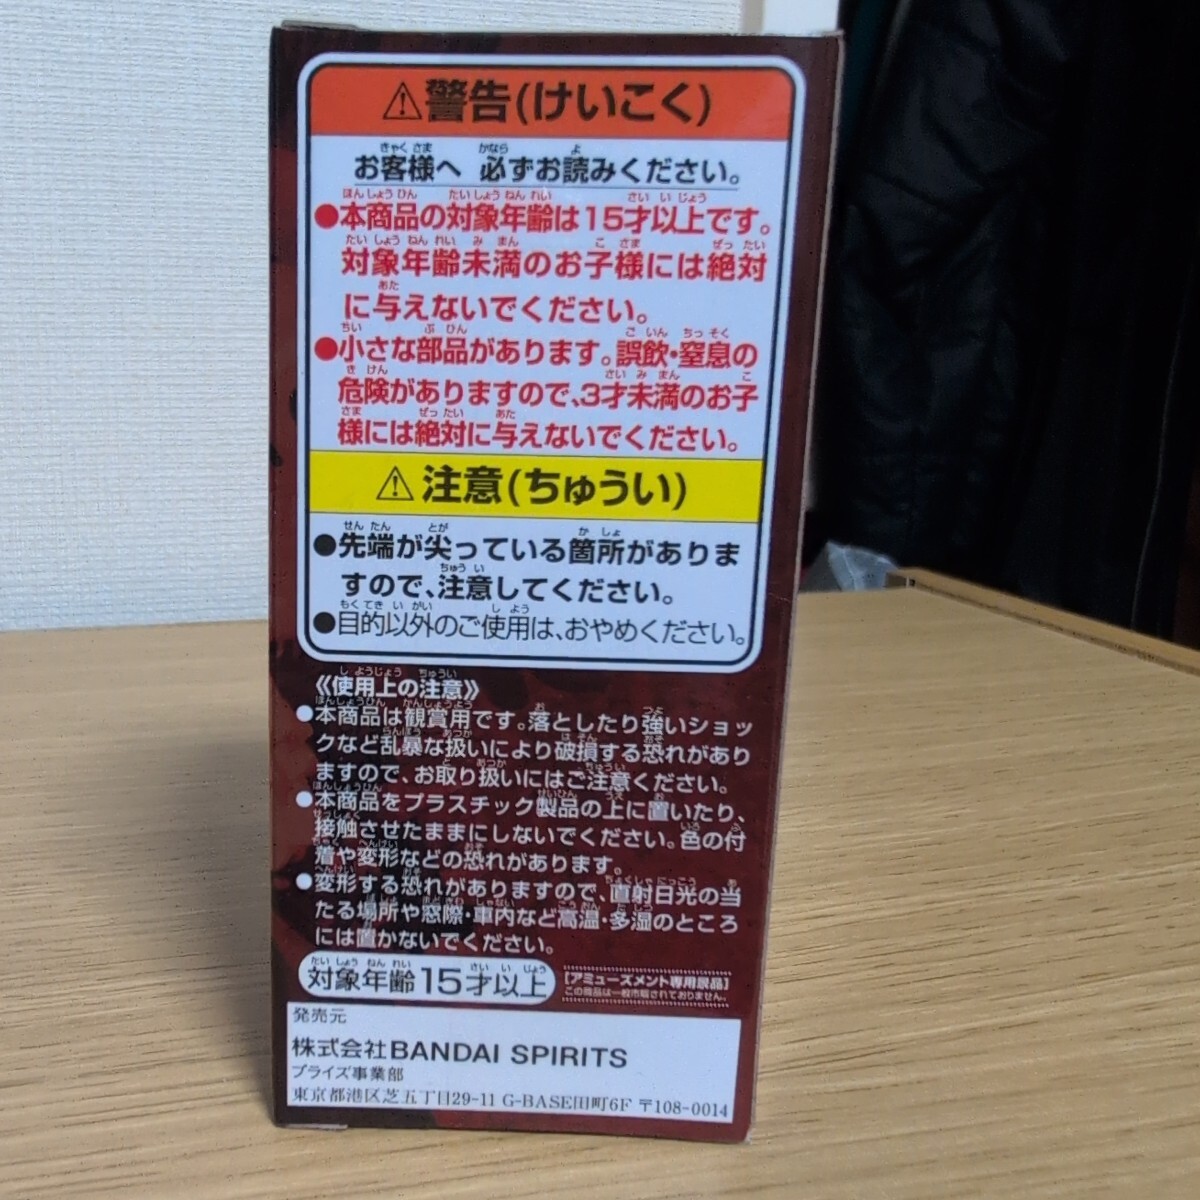 ⚠警告(けいこく)
お客様へ 必ずお読みください。
●本商品の対象年齢は15才以上です。
対象年齢未満のお子様には絶対
に与えないでください。
●小さな部品があります。誤飲・窒息の
危険がありますので、3才未満のお子
様には絶対に与えないでください。
⚠注意(ちゅうい)
●先端が尖っている箇所がありま
すので、注意してください。
●目的以外のご使用は、おやめください。
《使用上の注意》
●本商品は観賞用です。落としたり強いショッ
クなど乱暴な扱いにより破損する恐れがあり
ますので、お取り扱いにはご注意ください。
●本商品をプラスチック製品の上に置いたり、
接触させたままにしないでください。色の付
着や変形などの恐れがあります。
●変形する恐れがありますので、直射日光の当
たる場所や窓際・車内など高温・多湿のところ
には置かないでください。
対象年齢15才以上
[アミューズメント専用景品]
この商品は一般市販されておりません。
発売元
株式会社BANDAI SPIRITS
プライズ事業部
東京都港区芝五丁目29-11 G-BASE田町6F 〒108-0014